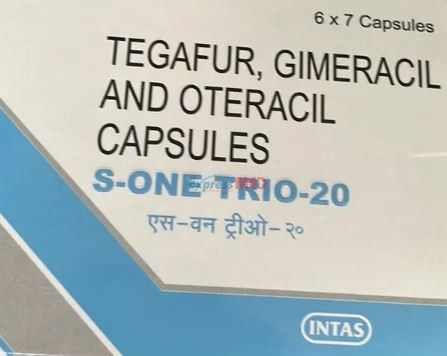 6 x 7 Capsules
TEGAFUR, GIMERACIL
AND OTERACIL
CAPSULES
S-ONE TRIO-20
एस-वन ट्रीओ-२०
INTAS